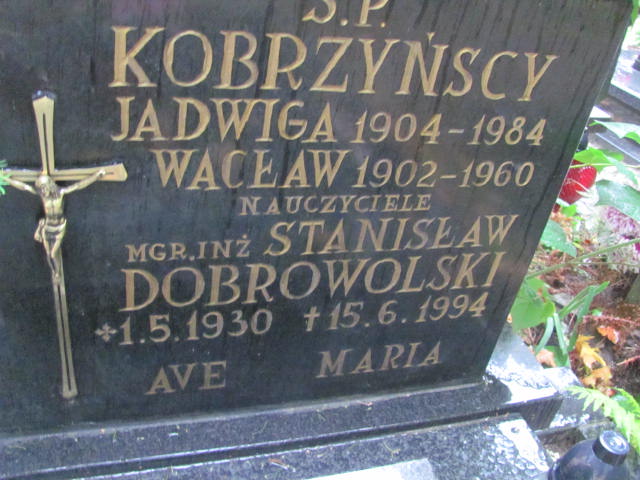 Ś.P.
KOBRZYŃSCY
JADWIGA 1904-1984
WACŁAW 1902-1960
NAUCZYCIELE
MGR.INŻ STANISŁAW
DOBROWOLSKI
1.5.1930 †15.6.1994
AVE MARIA